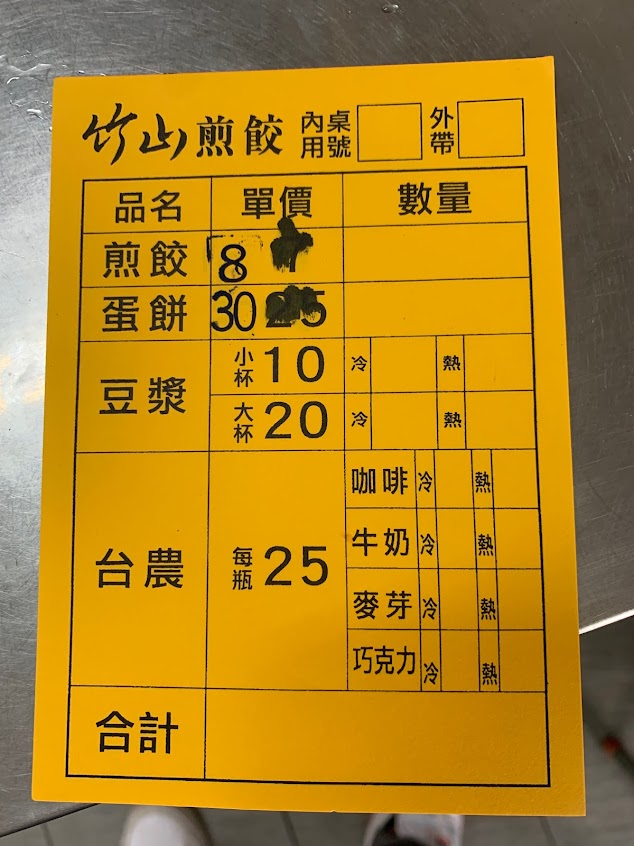 竹山煎餃 內用 桌號 外帶
品名 單價 數量
煎餃 8
蛋餅 30
豆漿 小杯 10 冷 熱
大杯 20 冷 熱
台農 每瓶 25
咖啡 冷 熱
牛奶 冷 熱
麥芽 冷 熱
巧克力 冷 熱
合計